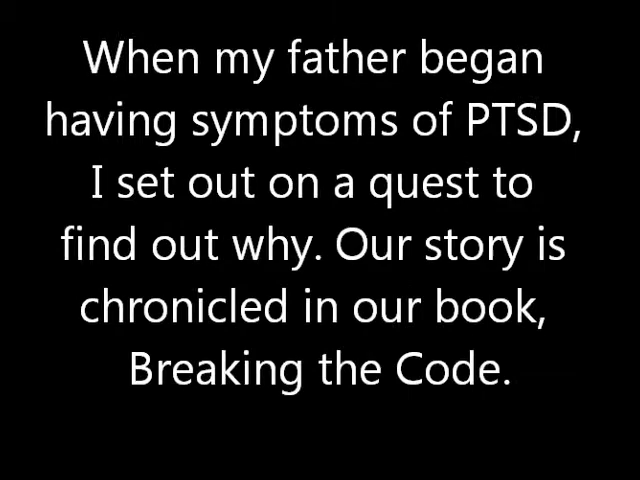 When my father began
having symptoms of PTSD,
I set out on a quest to
find out why. Our story is
chronicled in our book,
Breaking the Code.